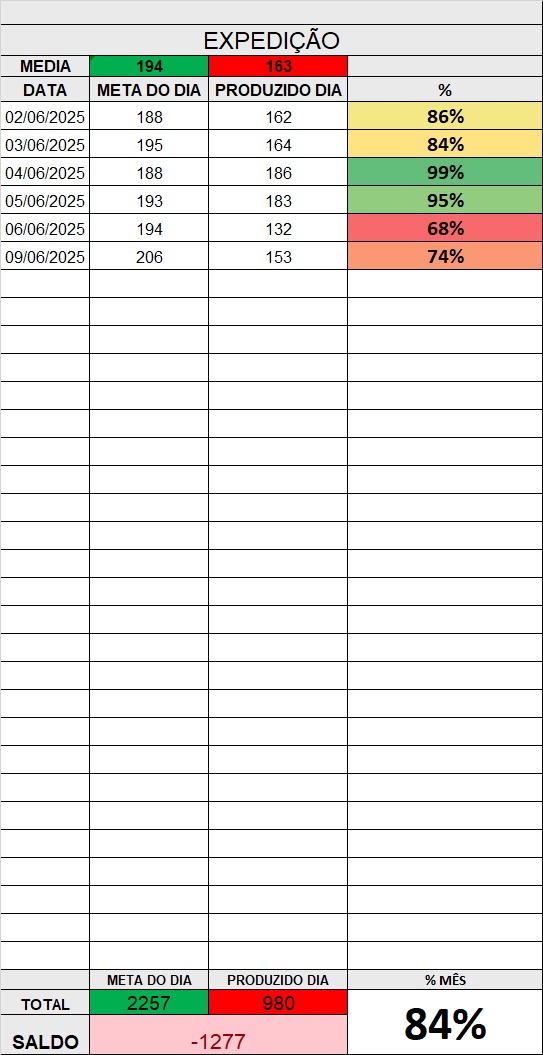 EXPEDIÇÃO
MEDIA 194 163
DATA META DO DIA PRODUZIDO DIA %
02/06/2025 188 162 86%
03/06/2025 195 164 84%
04/06/2025 188 186 99%
05/06/2025 193 183 95%
06/06/2025 194 132 68%
09/06/2025 206 153 74%
META DO DIA PRODUZIDO DIA % MÊS
TOTAL 2257 980 84%
SALDO -1277